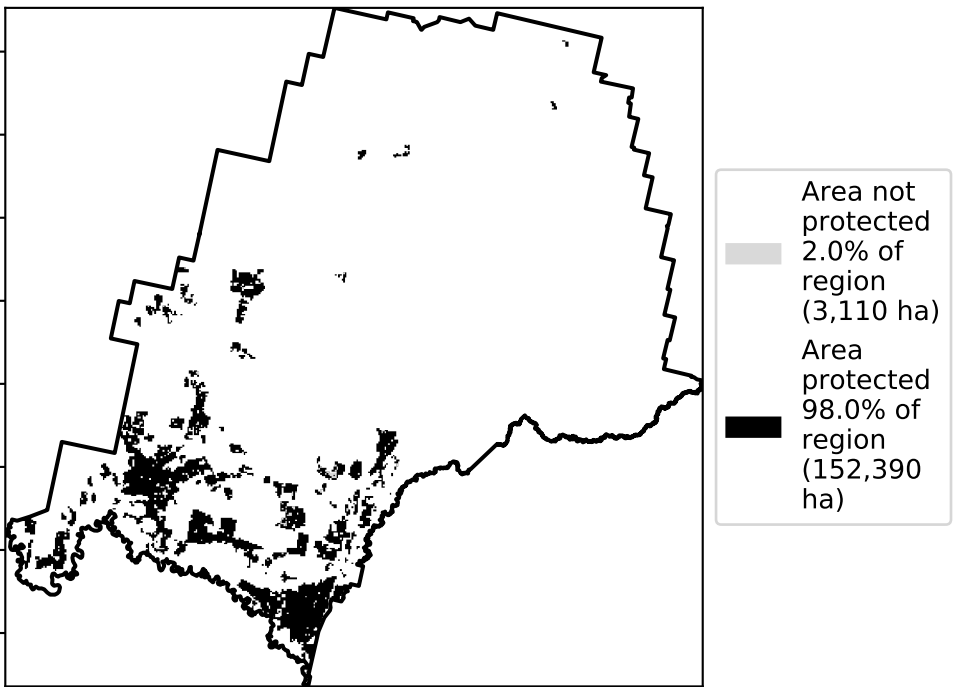 Area not
protected
2.0% of
region
(3,110 ha)
Area
protected
98.0% of
region
(152,390
ha)